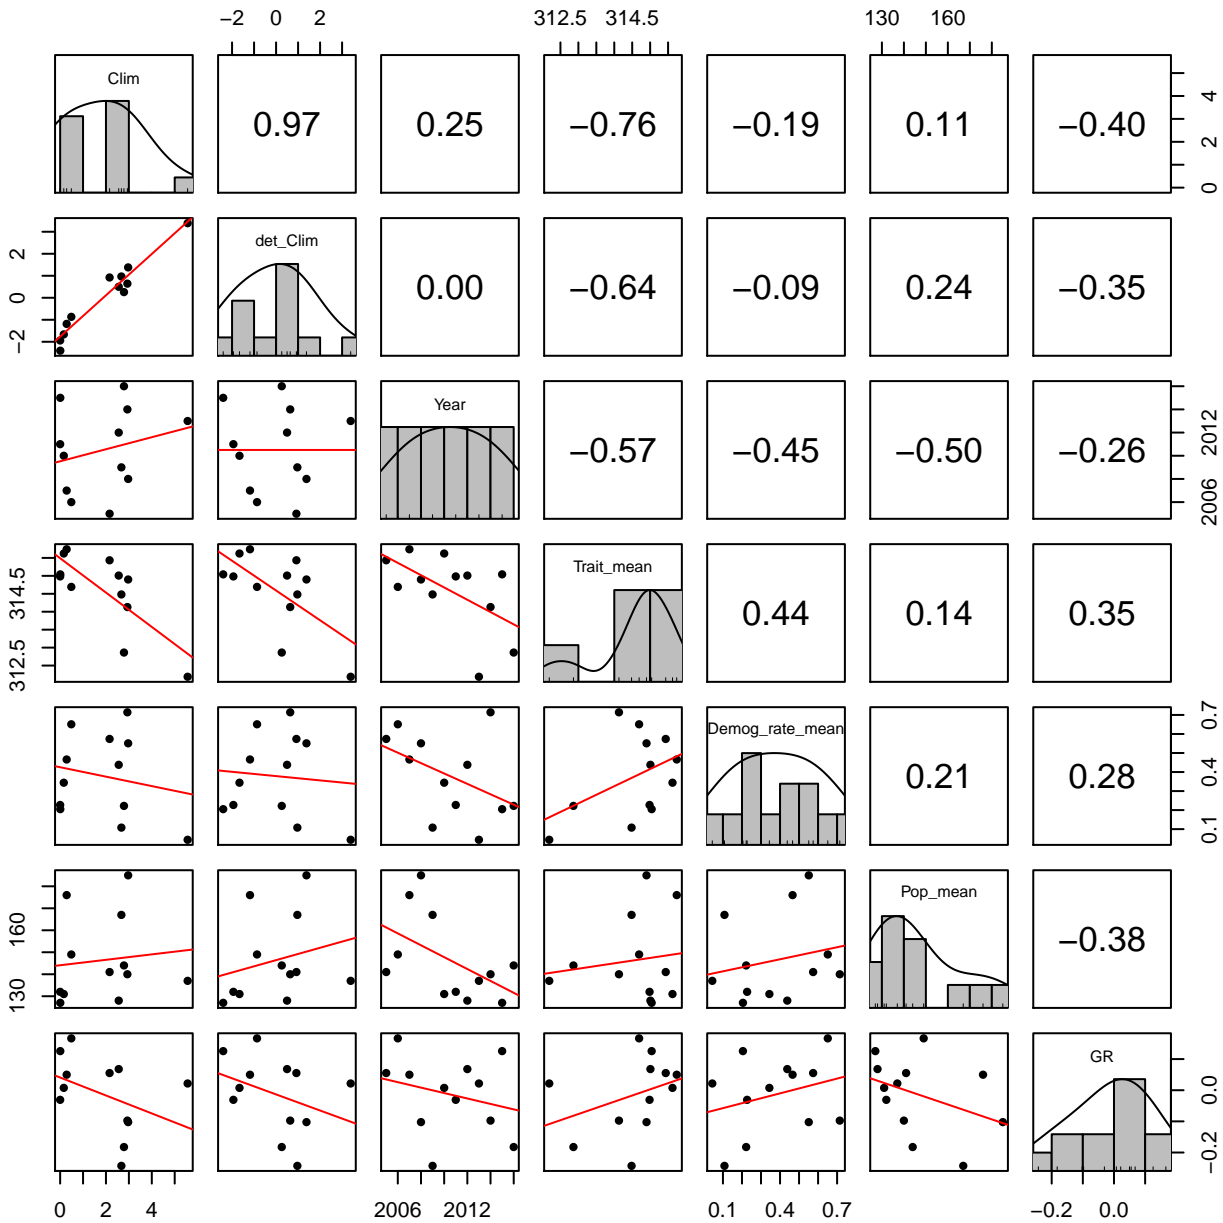 −2 0 2 312.5 314.5 130 160
Clim 0.97 0.25 −0.76 −0.19 0.11 −0.40 0 2 4
−2 0 2 det_Clim 0.00 −0.64 −0.09 0.24 −0.35
Year −0.57 −0.45 −0.50 −0.26 2006 2012
312.5 314.5 Trait_mean 0.44 0.14 0.35
Demog_rate_mean 0.21 0.28 0.1 0.4 0.7
130 160 Pop_mean −0.38
GR −0.2 0.0
0 2 4 2006 2012 0.1 0.4 0.7 −0.2 0.0